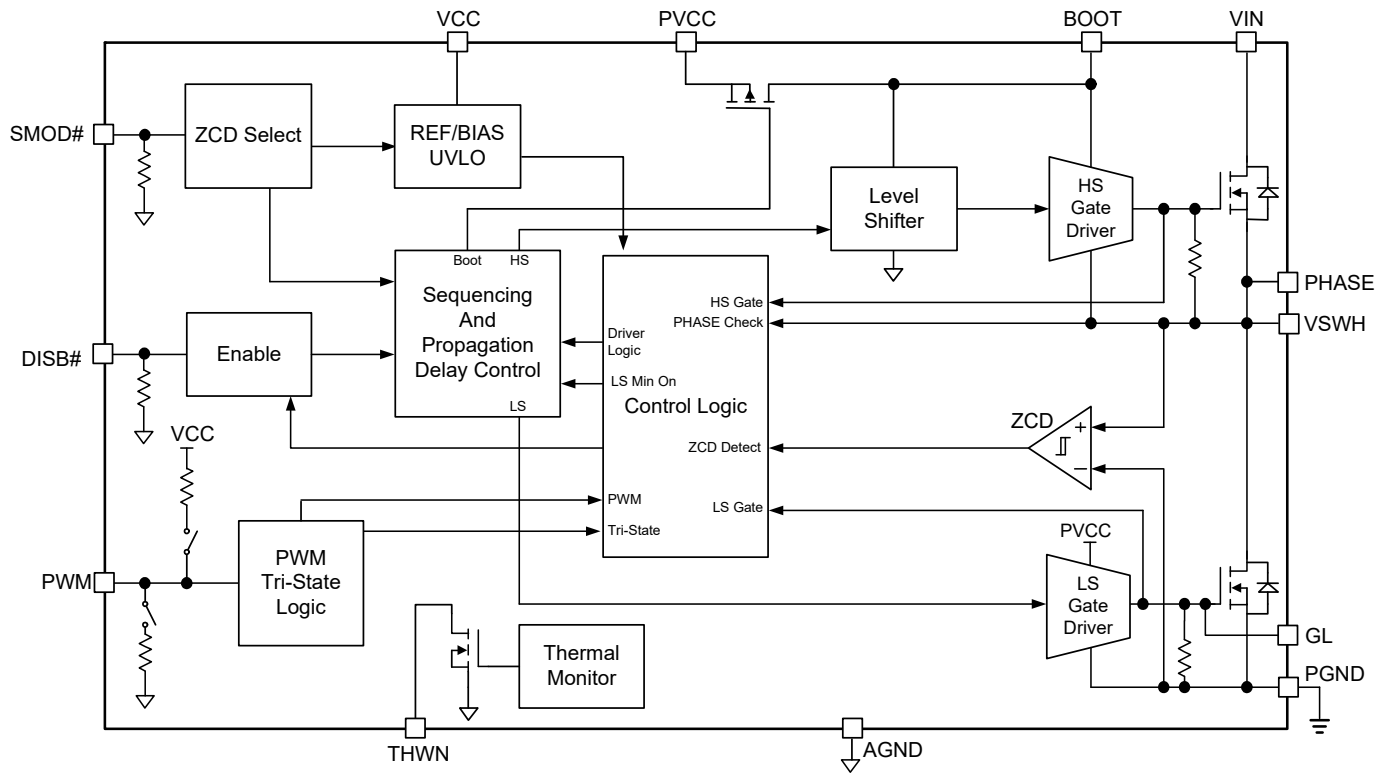 VCC
PVCC
BOOT
VIN
SMOD#
ZCD Select
REF/BIAS
UVLO
Level
Shifter
HS
Gate
Driver
Boot
HS
Sequencing
And
Propagation
Delay Control
LS
HS Gate
PHASE Check
Driver
Logic
LS Min On
Control Logic
ZCD Detect
LS Gate
PWM
Tri-State
PHASE
VSWH
DISB#
Enable
VCC
ZCD
+
−
PVCC
LS
Gate
Driver
PWM
PWM
Tri-State
Logic
Thermal
Monitor
GL
PGND
THWN
AGND